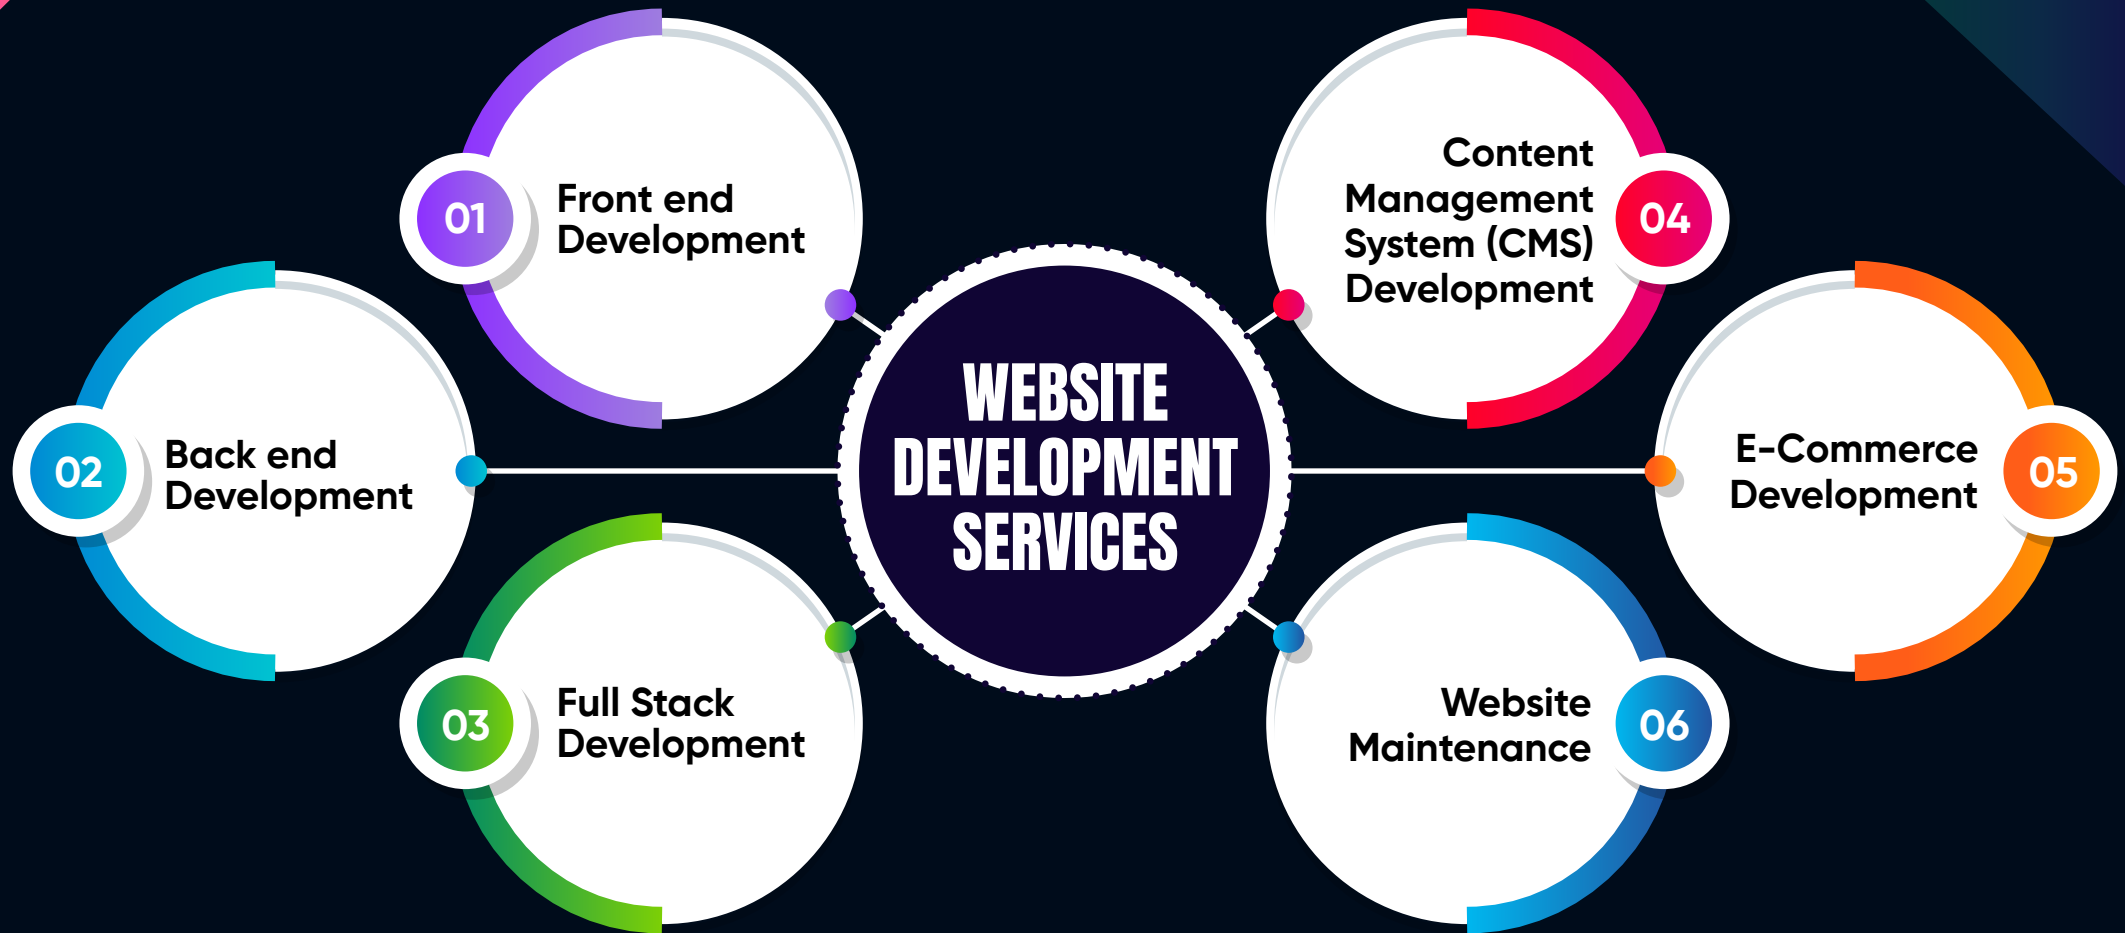 01
Front end
Development
02
Back end
Development
03
Full Stack
Development
WEBSITE
DEVELOPMENT
SERVICES
Content
Management
System (CMS)
Development
04
E-Commerce
Development
05
Website
Maintenance
06